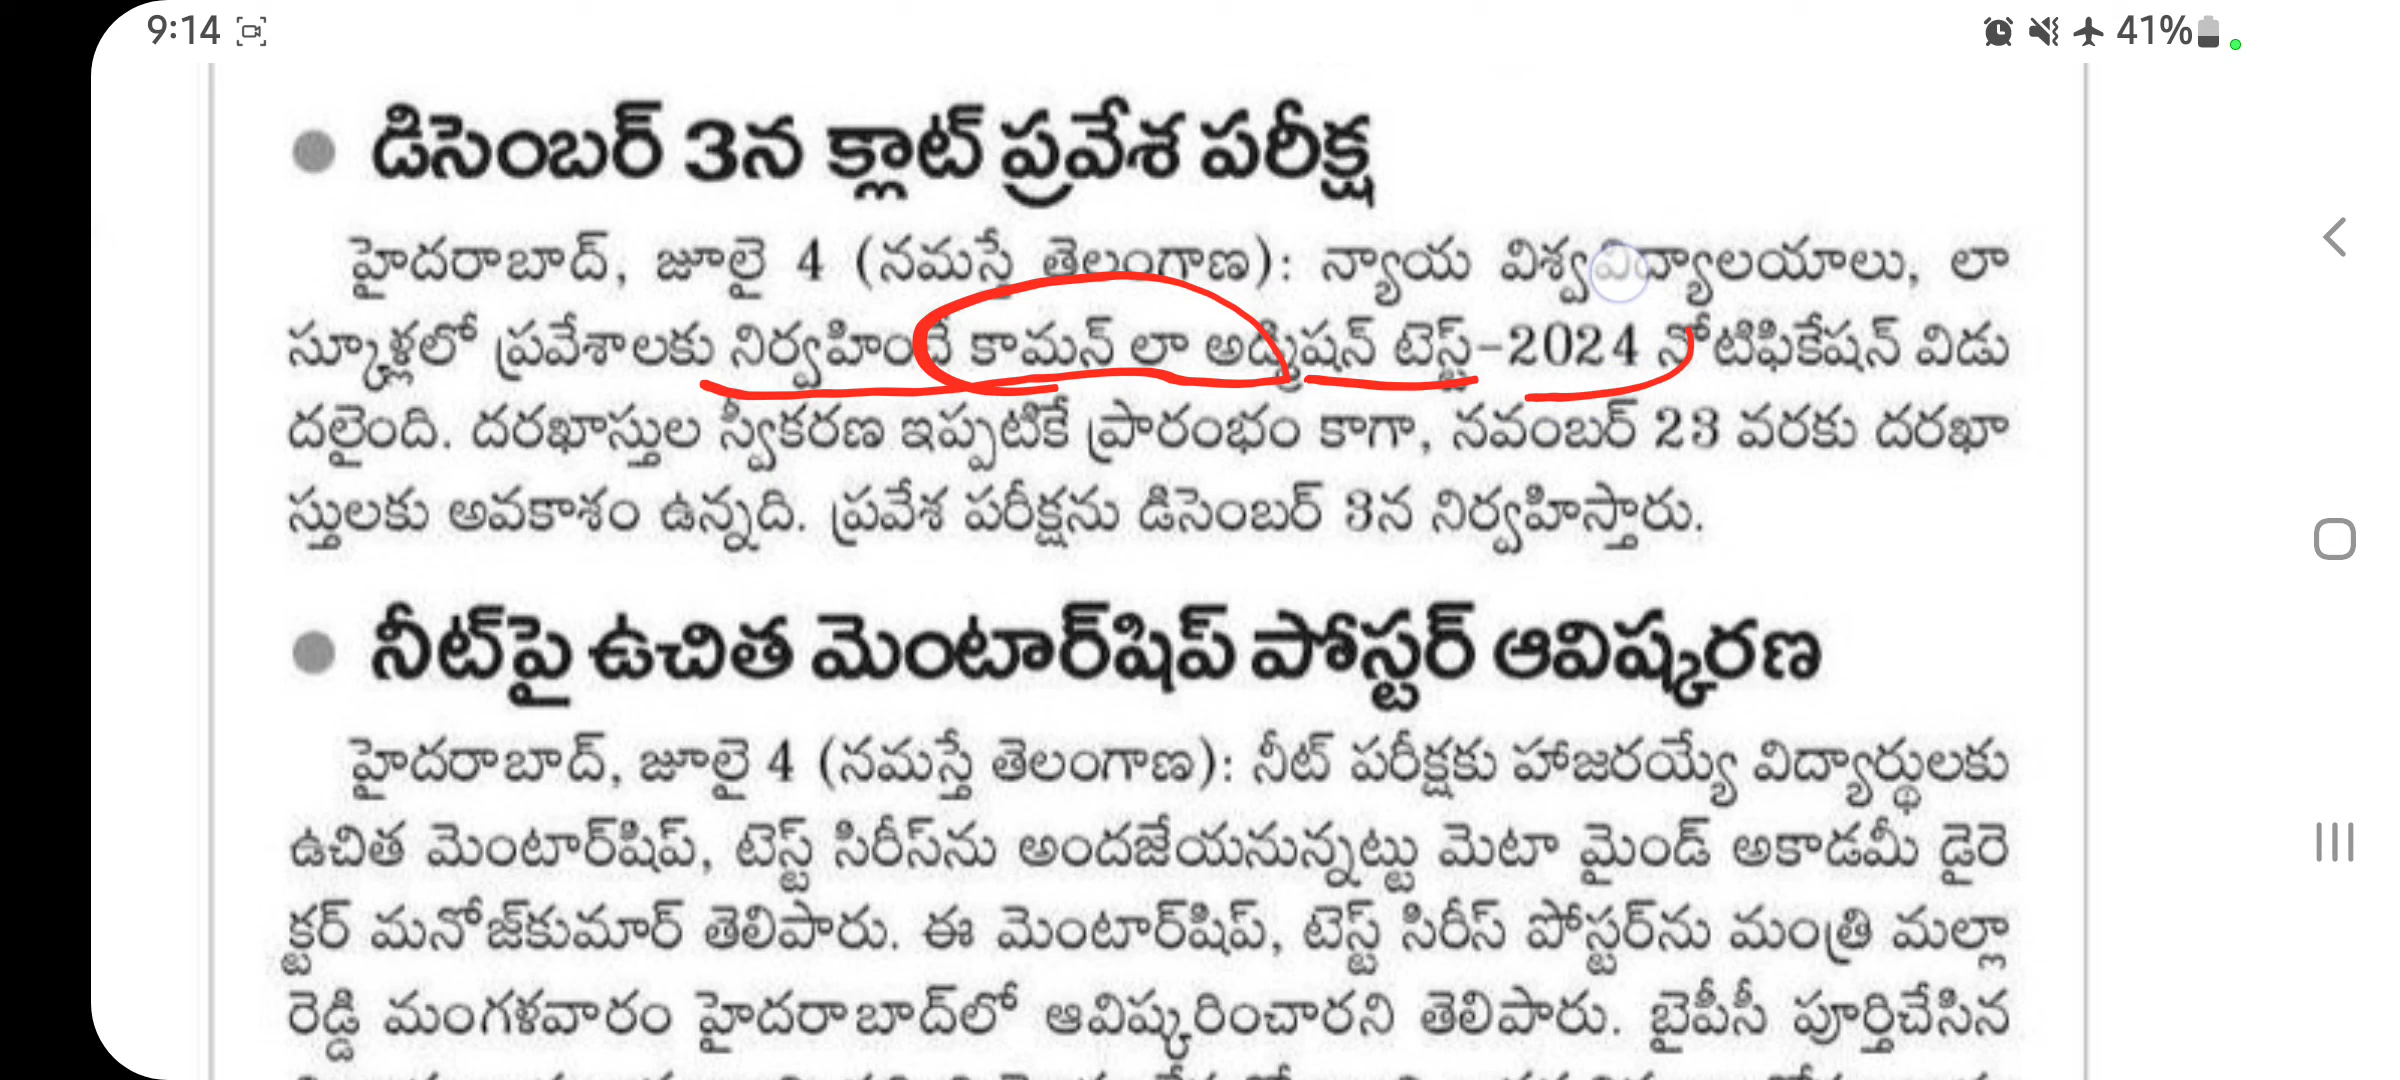 9:14 41%
డిసెంబర్ 3న క్లాట్ ప్రవేశ పరీక్ష
హైదరాబాద్, జూలై 4 (నమస్తే తెలంగాణ): న్యాయ విశ్వవిద్యాలయాలు, లా
స్కూళ్లలో ప్రవేశాలకు నిర్వహించే కామన్ లా అడ్మిషన్ టెస్ట్-2024 నోటిఫికేషన్ విడు
దలైంది. దరఖాస్తుల స్వీకరణ ఇప్పటికే ప్రారంభం కాగా, నవంబర్ 23 వరకు దరఖా
స్తులకు అవకాశం ఉన్నది. ప్రవేశ పరీక్షను డిసెంబర్ 3న నిర్వహిస్తారు.
నీట్‌పై ఉచిత మెంటార్‌షిప్ పోస్టర్ ఆవిష్కరణ
హైదరాబాద్, జూలై 4 (నమస్తే తెలంగాణ): నీట్ పరీక్షకు హాజరయ్యే విద్యార్థులకు
ఉచిత మెంటార్‌షిప్, టెస్ట్ సిరీస్‌ను అందజేయనున్నట్టు మెటా మైండ్ అకాడమీ డైరె
క్టర్ మనోజ్‌కుమార్ తెలిపారు. ఈ మెంటార్‌షిప్, టెస్ట్ సిరీస్ పోస్టర్‌ను మంత్రి మల్లా
రెడ్డి మంగళవారం హైదరాబాద్‌లో ఆవిష్కరించారని తెలిపారు. బైపీసీ పూర్తిచేసిన